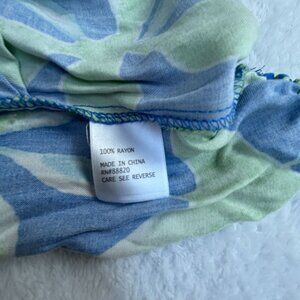 100% RAYON
MADE IN CHINA
RN#88820
CARE SEE REVERSE